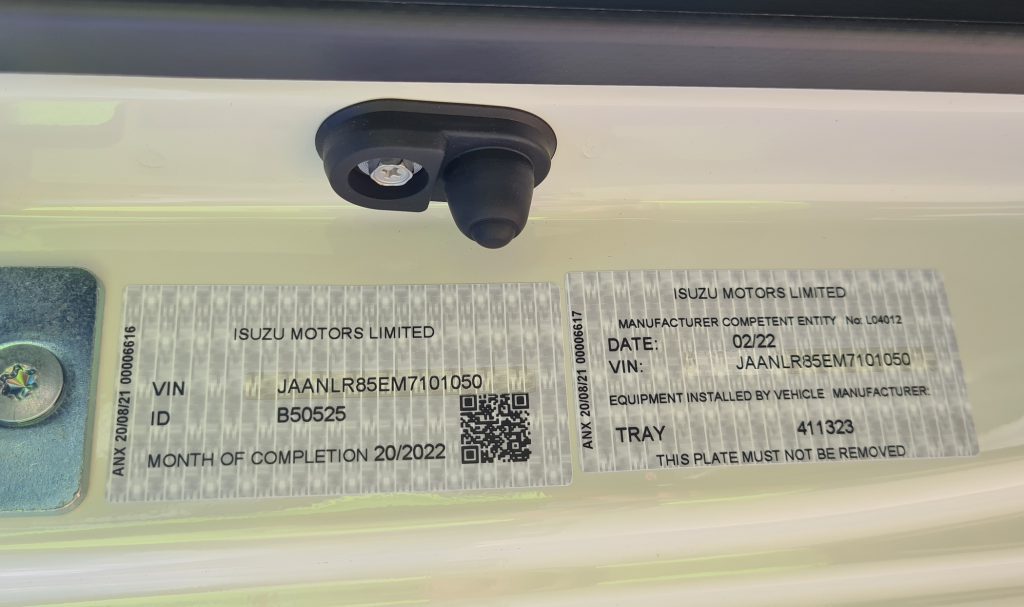 ANX 20/08/21 00006616
ISUZU MOTORS LIMITED
VIN JAANLR85EM7101050
ID B50525
MONTH OF COMPLETION 20/2022
ANX 20/08/21 00006617
ISUZU MOTORS LIMITED
MANUFACTURER COMPETENT ENTITY No: L04012
DATE: 02/22
VIN: JAANLR85EM7101050
EQUIPMENT INSTALLED BY VEHICLE MANUFACTURER:
TRAY 411323
THIS PLATE MUST NOT BE REMOVED